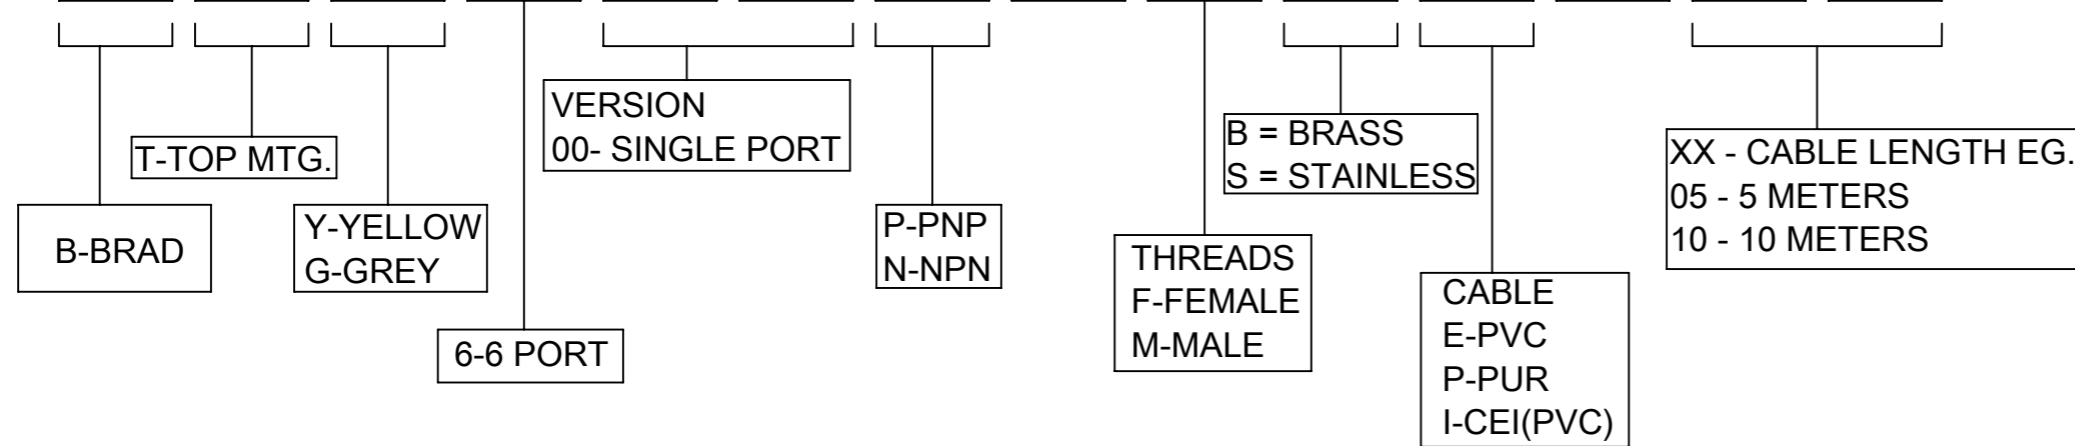 VERSION
00- SINGLE PORT
T-TOP MTG.
B = BRASS
S = STAINLESS
XX - CABLE LENGTH EG.
05 - 5 METERS
10 - 10 METERS
B-BRAD
Y-YELLOW
G-GREY
P-PNP
N-NPN
THREADS
F-FEMALE
M-MALE
CABLE
E-PVC
P-PUR
I-CEI(PVC)
6-6 PORT